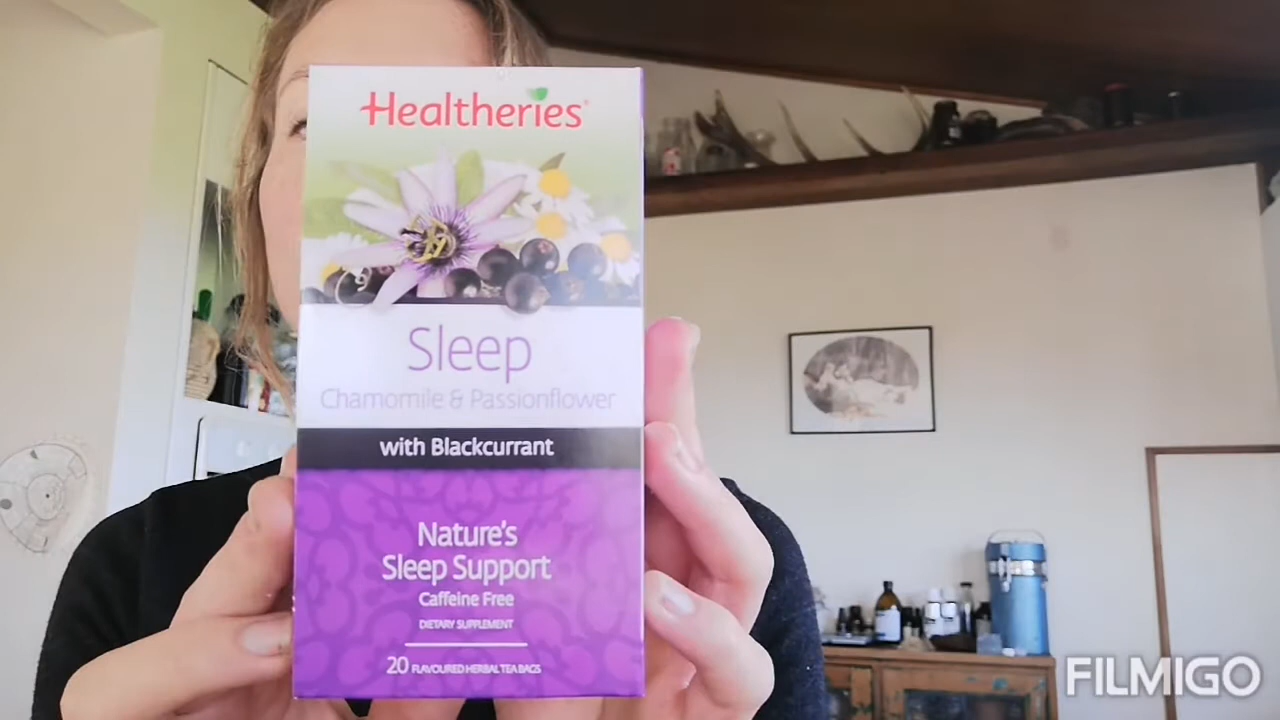 Healtheries
Sleep
Chamomile & Passionflower
with Blackcurrant
Nature's
Sleep Support
Caffeine Free
DIETARY SUPPLEMENT
20 FLAVOURED HERBAL TEA BAGS
FILMIGO